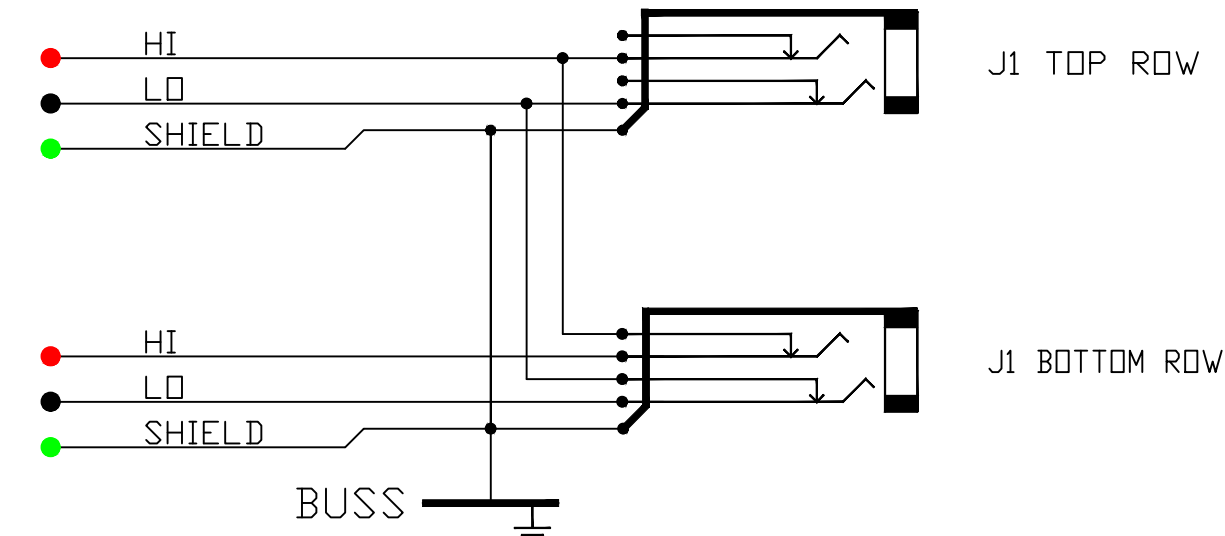 HI
LO
SHIELD
J1 TOP ROW
HI
LO
SHIELD
J1 BOTTOM ROW
BUSS